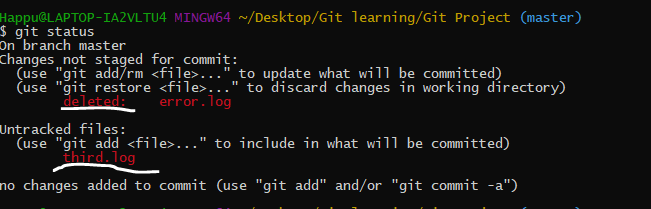 Happu@LAPTOP-IA2VLTU4 MINGW64 ~/Desktop/Git learning/Git Project (master)
$ git status
On branch master
Changes not staged for commit:
  (use "git add/rm <file>..." to update what will be committed)
  (use "git restore <file>..." to discard changes in working directory)
        deleted:    error.log

Untracked files:
  (use "git add <file>..." to include in what will be committed)
        third.log

no changes added to commit (use "git add" and/or "git commit -a")